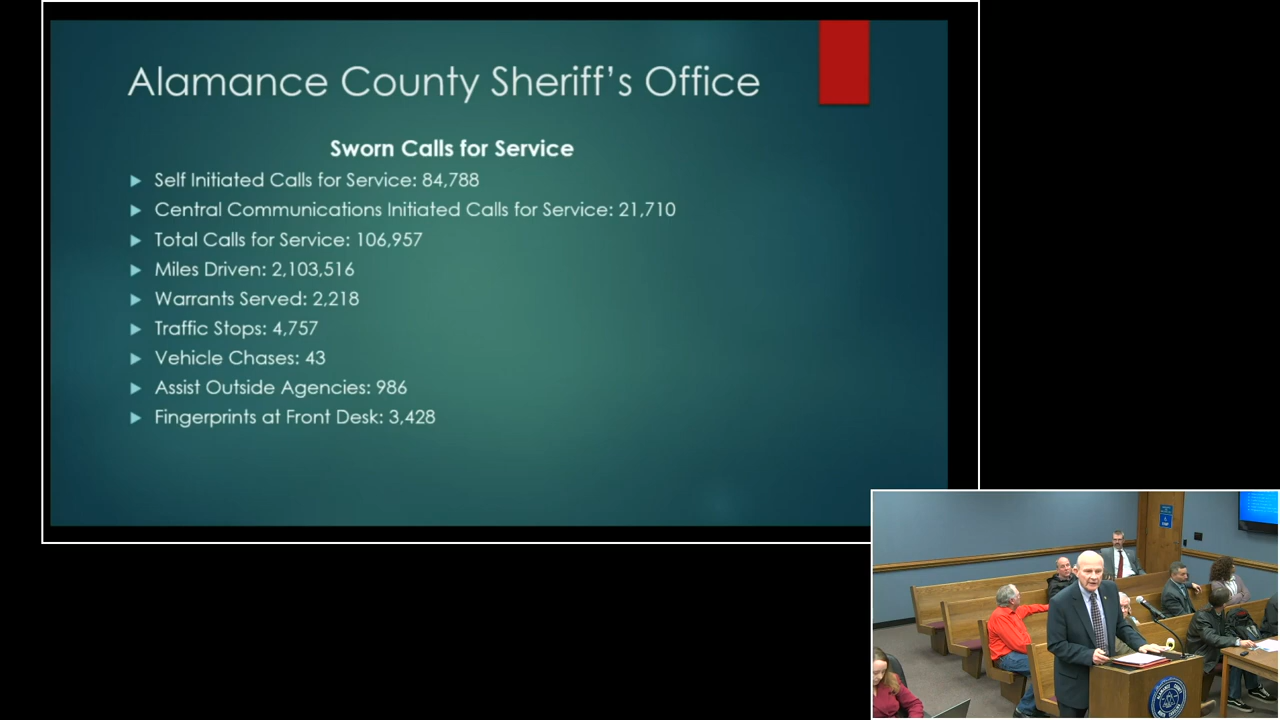 Alamance County Sheriff's Office
Sworn Calls for Service
Self Initiated Calls for Service: 84,788
Central Communications Initiated Calls for Service: 21,710
Total Calls for Service: 106,957
Miles Driven: 2,103,516
Warrants Served: 2,218
Traffic Stops: 4,757
Vehicle Chases: 43
Assist Outside Agencies: 986
Fingerprints at Front Desk: 3,428